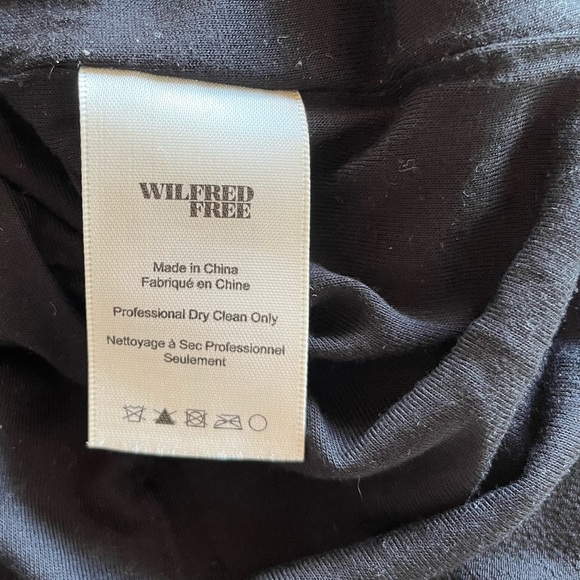 WILFRED
FREE
Made in China
Fabriqué en Chine
Professional Dry Clean Only
Nettoyage à Sec Professionnel
Seulement